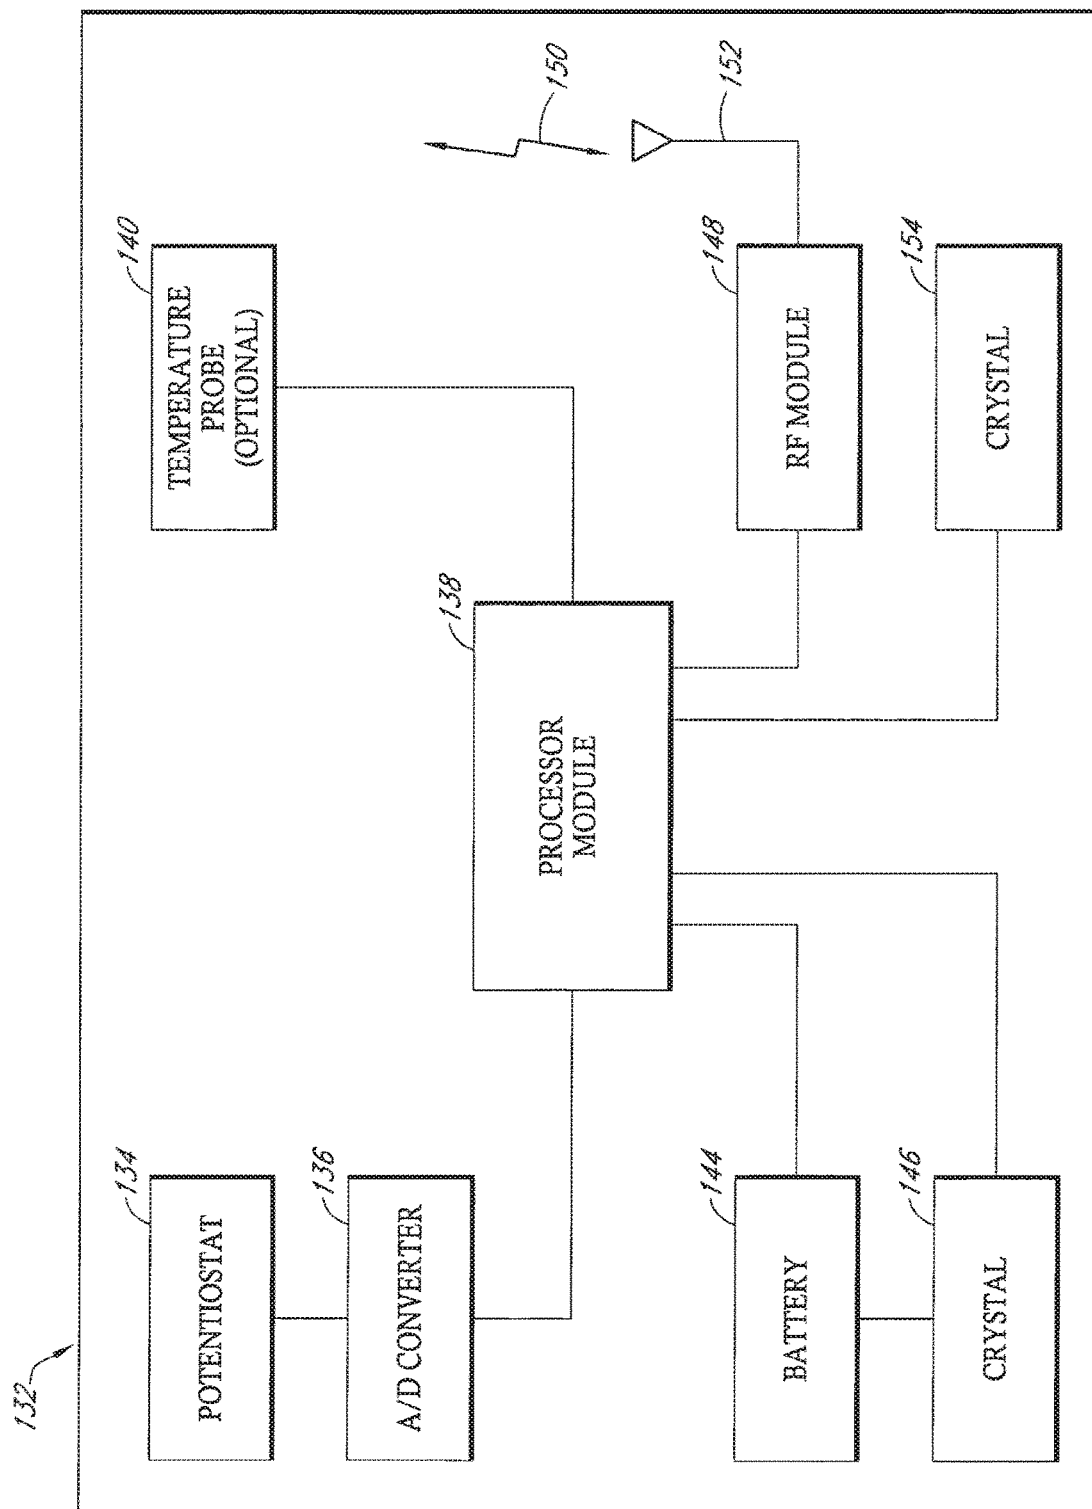 132
134
POTENTIOSTAT
136
A/D CONVERTER
138
PROCESSOR
MODULE
140
TEMPERATURE
PROBE
(OPTIONAL)
144
BATTERY
146
CRYSTAL
148
RF MODULE
150
152
154
CRYSTAL